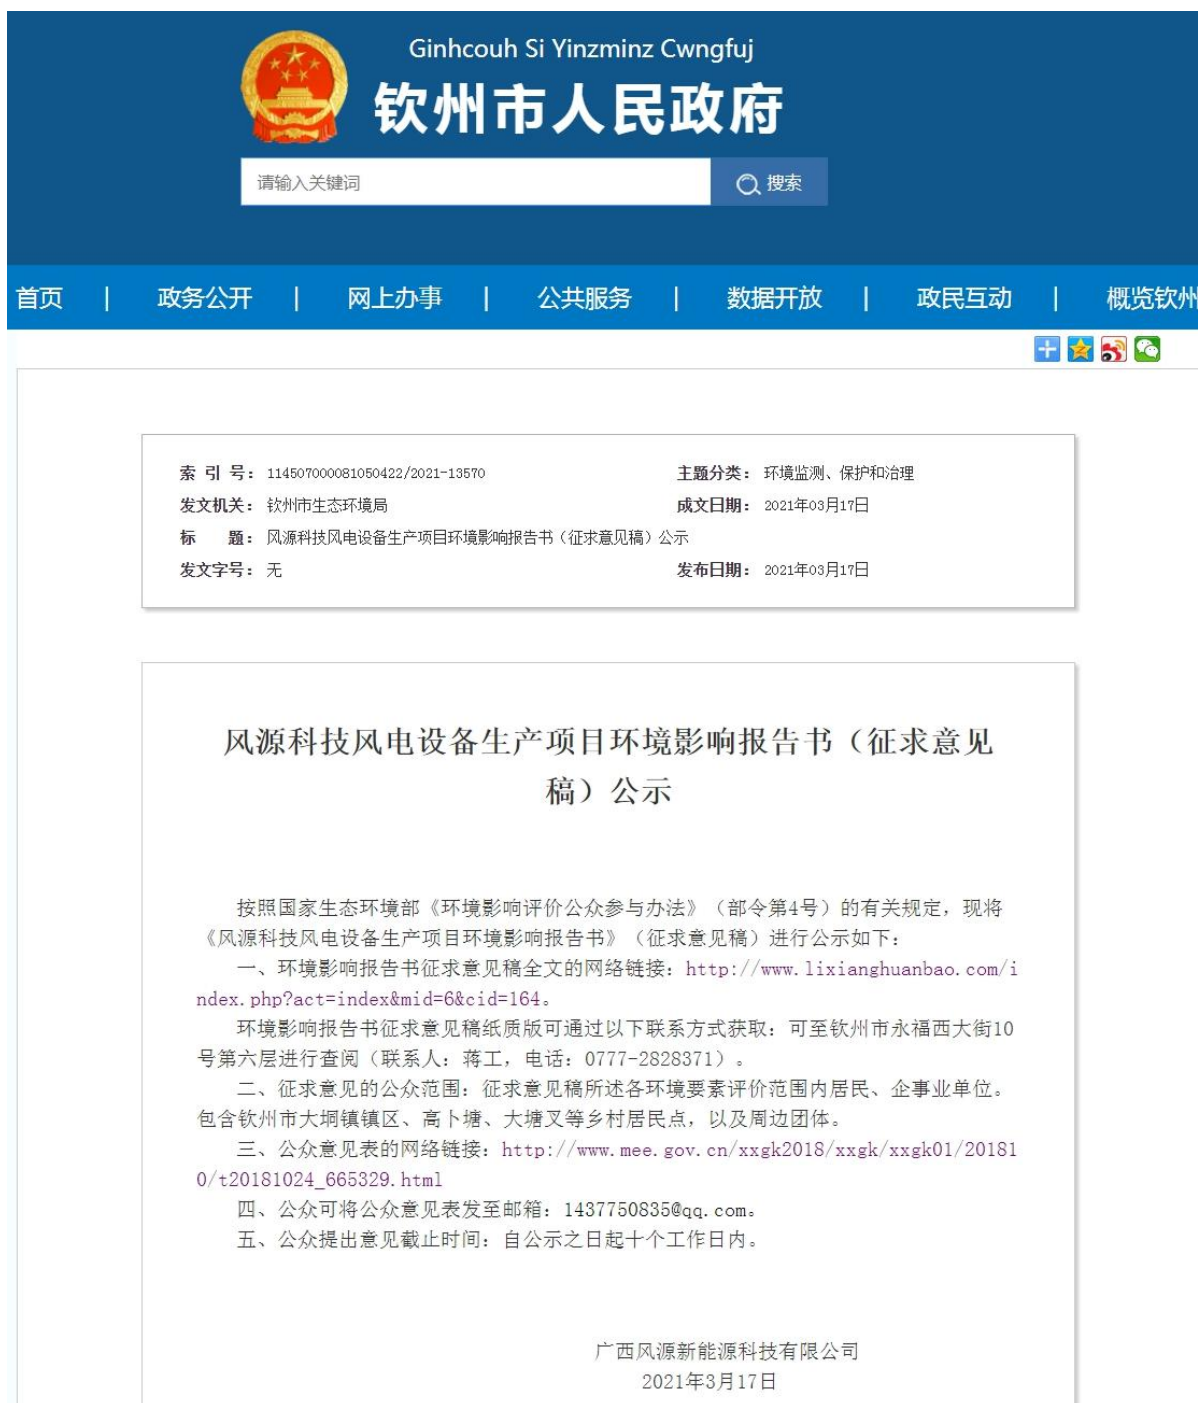 Ginhcouh Si Yinzminz Cwngfuj
钦州市人民政府
请输入关键词
搜索
首页 | 政务公开 | 网上办事 | 公共服务 | 数据开放 | 政民互动 | 概览钦州
索 引 号： 114507000081050422/2021-13570 主题分类： 环境监测、保护和治理
发文机关： 钦州市生态环境局 成文日期： 2021年03月17日
标 题： 风源科技风电设备生产项目环境影响报告书（征求意见稿）公示
发文字号： 无 发布日期： 2021年03月17日
风源科技风电设备生产项目环境影响报告书（征求意见
稿）公示
按照国家生态环境部《环境影响评价公众参与办法》（部令第4号）的有关规定，现将
《风源科技风电设备生产项目环境影响报告书》（征求意见稿）进行公示如下：
一、环境影响报告书征求意见稿全文的网络链接：http://www.lixianghuanbao.com/i
ndex.php?act=index&mid=6&cid=164。
环境影响报告书征求意见稿纸质版可通过以下联系方式获取：可至钦州市永福西大街10
号第六层进行查阅（联系人：蒋工，电话：0777-2828371）。
二、征求意见的公众范围：征求意见稿所述各环境要素评价范围内居民、企事业单位。
包含钦州市大垌镇镇区、高卜塘、大塘叉等乡村居民点，以及周边团体。
三、公众意见表的网络链接：http://www.mee.gov.cn/xxgk2018/xxgk/xxgk01/20181
0/t20181024_665329.html
四、公众可将公众意见表发至邮箱：1437750835@qq.com。
五、公众提出意见截止时间：自公示之日起十个工作日内。
广西风源新能源科技有限公司
2021年3月17日